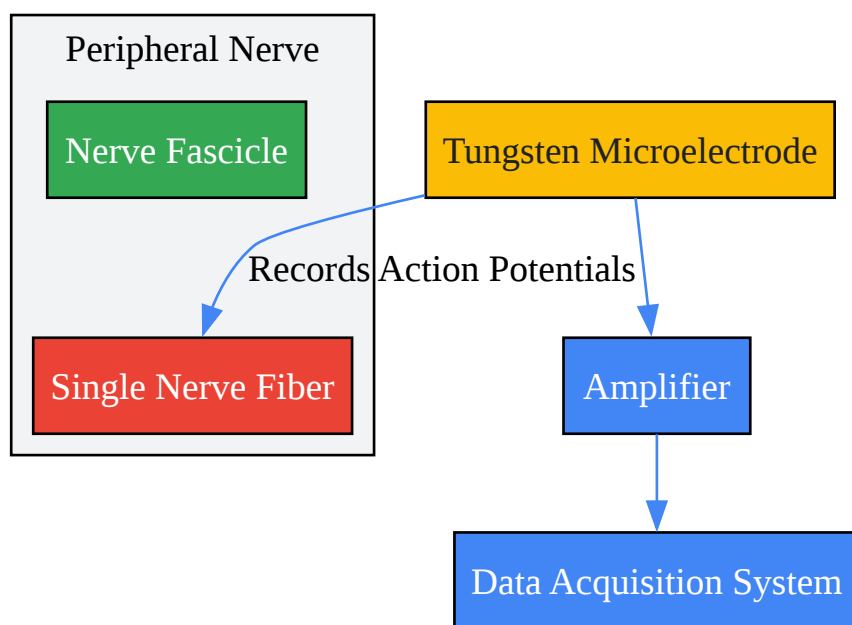 Peripheral Nerve
Nerve Fascicle
Tungsten Microelectrode
Records Action Potentials
Single Nerve Fiber
Amplifier
Data Acquisition System